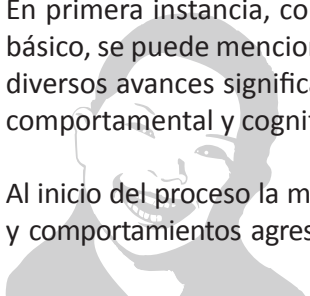 En primera instancia, co
básico, se puede mencion
diversos avances signific
comportamental y cognit
Al inicio del proceso la m
y comportamientos agres